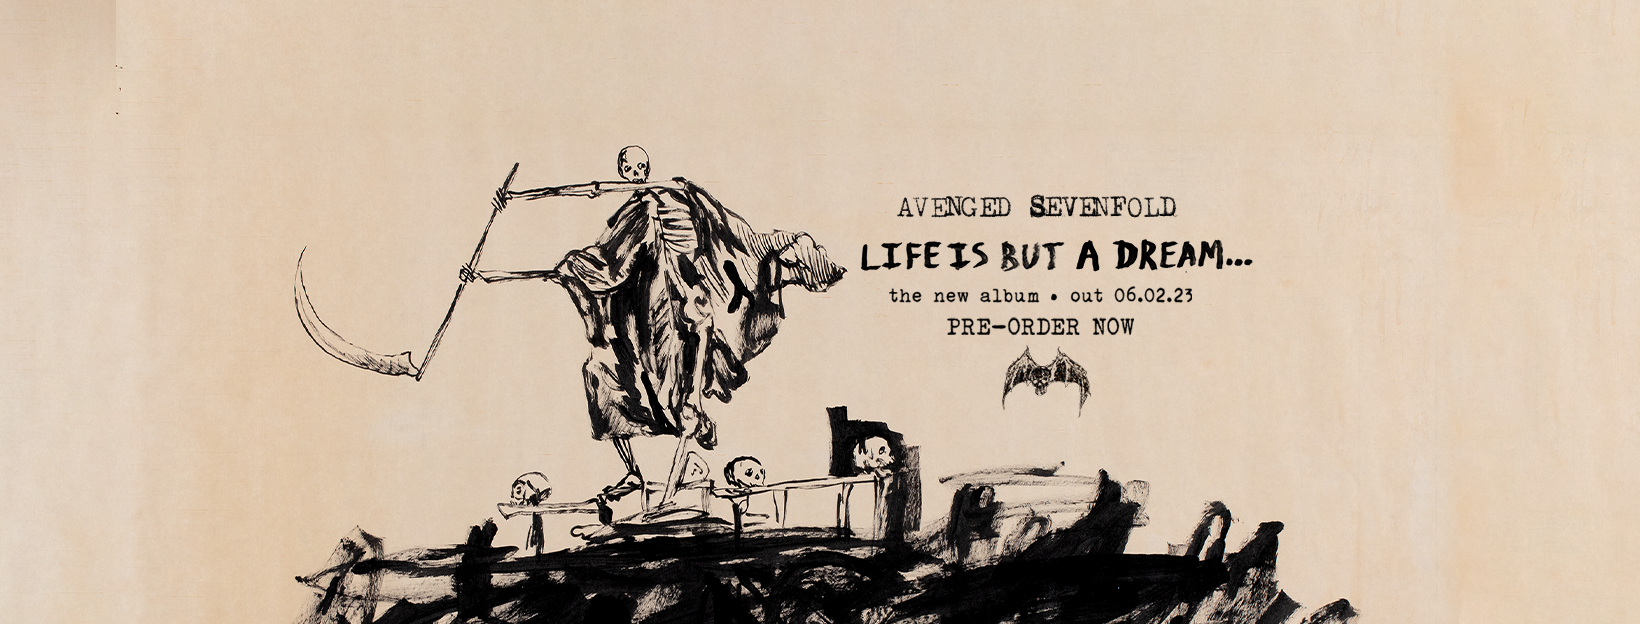 AVENGED SEVENFOLD
LIFE IS BUT A DREAM...
the new album • out 06.02.23
PRE-ORDER NOW